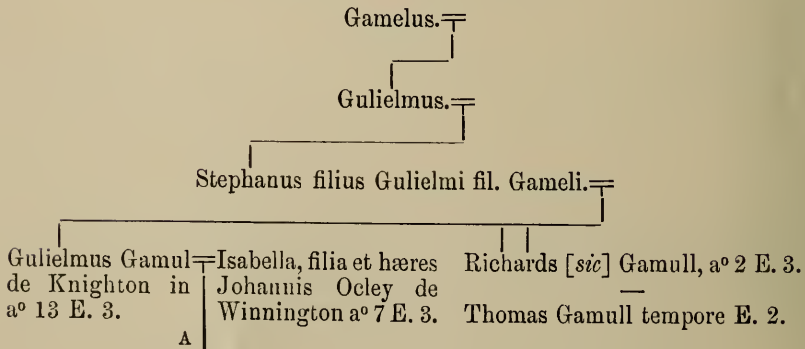 Gamelus.
Gulielmus.
Stephanus filius Gulielmi fil. Gameli.
Gulielmus Gamul
de Knighton in
aº 13 E. 3.
Isabella, filia et hæres
Johannis Ocley de
Winnington aº 7 E. 3.
Richards [sic] Gamull, aº 2 E. 3.
Thomas Gamull tempore E. 2.
A